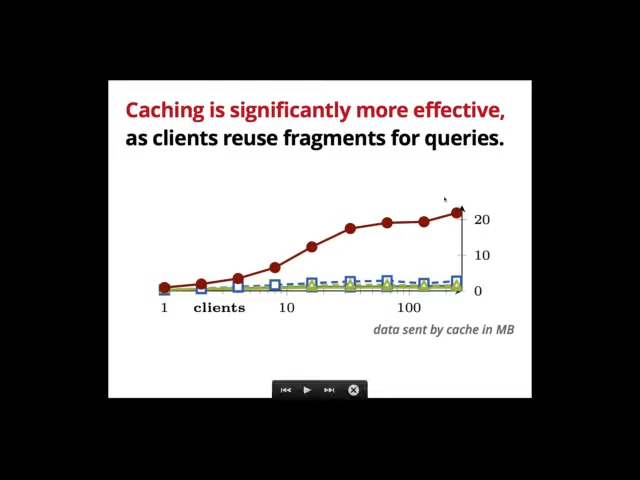 Caching is significantly more effective,
as clients reuse fragments for queries.
20
10
0
1 clients 10 100
data sent by cache in MB